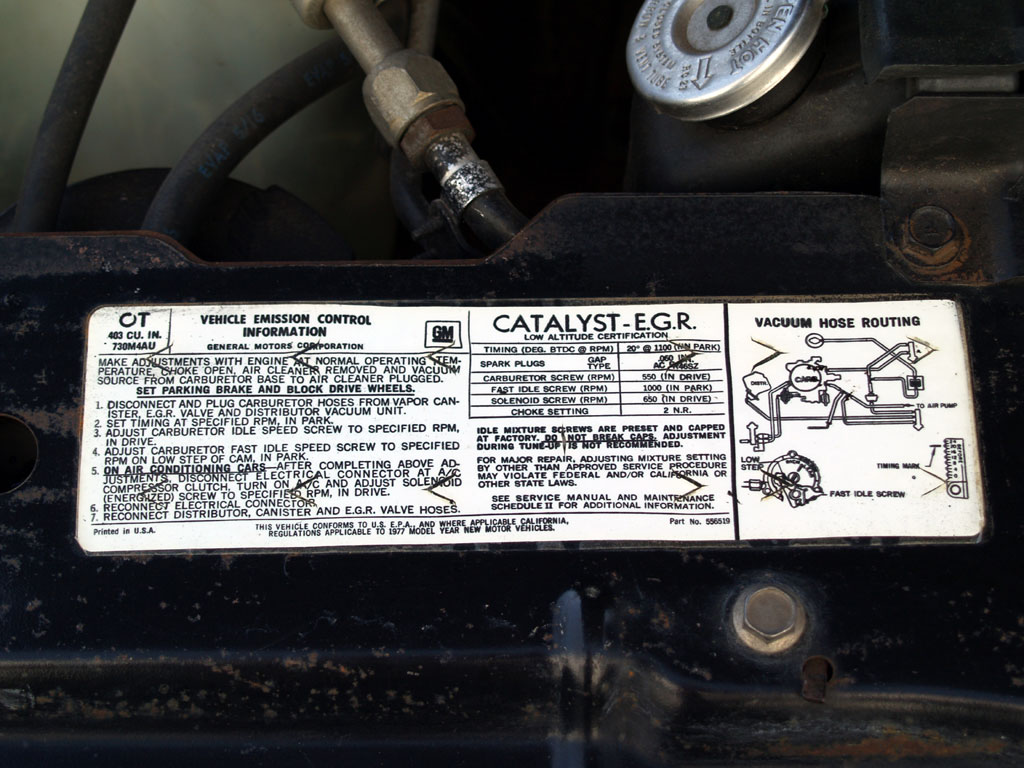 OT
403 CU. IN.
730M4AU
VEHICLE EMISSION CONTROL
INFORMATION
GENERAL MOTORS CORPORATION
GM
MAKE ADJUSTMENTS WITH ENGINE AT NORMAL OPERATING TEM-
PERATURE, CHOKE OPEN, AIR CLEANER REMOVED AND VACUUM
SOURCE FROM CARBURETOR BASE TO AIR CLEANER PLUGGED.
SET PARKING BRAKE AND BLOCK DRIVE WHEELS.
1. DISCONNECT AND PLUG CARBURETOR HOSES FROM VAPOR CAN-
ISTER, E.G.R. VALVE AND DISTRIBUTOR VACUUM UNIT.
2. SET TIMING AT SPECIFIED RPM, IN PARK.
3. ADJUST CARBURETOR IDLE SPEED SCREW TO SPECIFIED RPM,
IN DRIVE.
4. ADJUST CARBURETOR FAST IDLE SPEED SCREW TO SPECIFIED
RPM ON LOW STEP OF CAM, IN PARK.
5. ON AIR CONDITIONING CARS—AFTER COMPLETING ABOVE AD-
JUSTMENTS, DISCONNECT ELECTRICAL CONNECTOR AT A/C
COMPRESSOR CLUTCH, TURN ON A/C AND ADJUST SOLENOID
(ENERGIZED) SCREW TO SPECIFIED RPM, IN DRIVE.
6. RECONNECT ELECTRICAL CONNECTOR.
7. RECONNECT DISTRIBUTOR, CANISTER AND E.G.R. VALVE HOSES.
Printed in U.S.A.
THIS VEHICLE CONFORMS TO U.S. E.P.A., AND WHERE APPLICABLE CALIFORNIA,
REGULATIONS APPLICABLE TO 1977 MODEL YEAR NEW MOTOR VEHICLES.
Part No. 556519
CATALYST-E.G.R.
LOW ALTITUDE CERTIFICATION
TIMING (DEG. BTDC @ RPM) 20° @ 1100 (IN PARK)
SPARK PLUGS GAP .060 IN.
TYPE AC R46SZ
CARBURETOR SCREW (RPM) 550 (IN DRIVE)
FAST IDLE SCREW (RPM) 1000 (IN PARK)
SOLENOID SCREW (RPM) 650 (IN DRIVE)
CHOKE SETTING 2 N.R.
IDLE MIXTURE SCREWS ARE PRESET AND CAPPED
AT FACTORY. DO NOT BREAK CAPS. ADJUSTMENT
DURING TUNE-UP IS NOT RECOMMENDED.
FOR MAJOR REPAIR, ADJUSTING MIXTURE SETTING
BY OTHER THAN APPROVED SERVICE PROCEDURE
MAY VIOLATE FEDERAL AND/OR CALIFORNIA OR
OTHER STATE LAWS.
SEE SERVICE MANUAL AND MAINTENANCE
SCHEDULE II FOR ADDITIONAL INFORMATION.
VACUUM HOSE ROUTING
DISTR.
CARB.
TO AIR PUMP
LOW
STEP
TIMING MARK
FAST IDLE SCREW
EVAP 5/16
EVAP